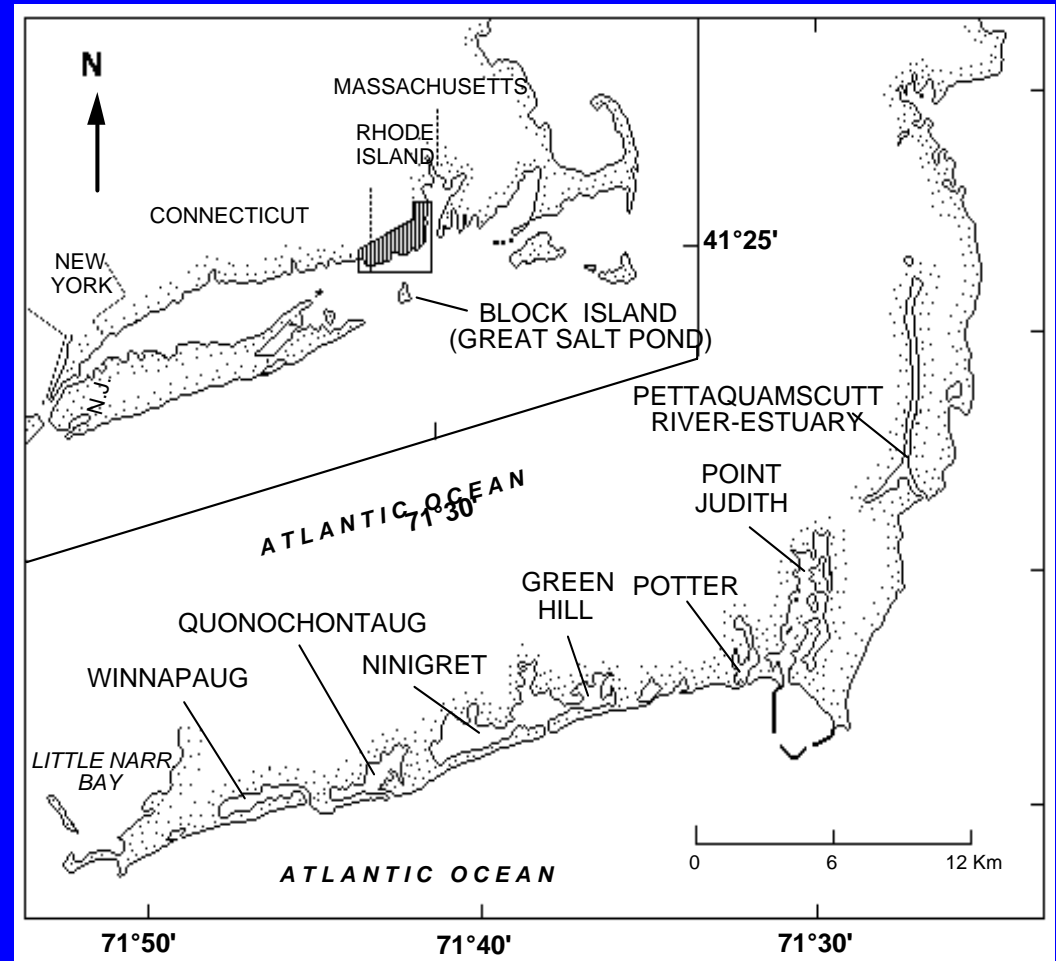 N
MASSACHUSETTS
RHODE
ISLAND
CONNECTICUT
NEW
YORK
N.J
41°25'
BLOCK ISLAND
(GREAT SALT POND)
PETTAQUAMSCUTT
RIVER-ESTUARY
POINT
JUDITH
ATLANTIC OCEAN
71°30'
GREEN
HILL
POTTER
QUONOCHONTAUG
NINIGRET
WINNAPAUG
LITTLE NARR
BAY
ATLANTIC OCEAN
0 6 12 Km
71°50' 71°40' 71°30'